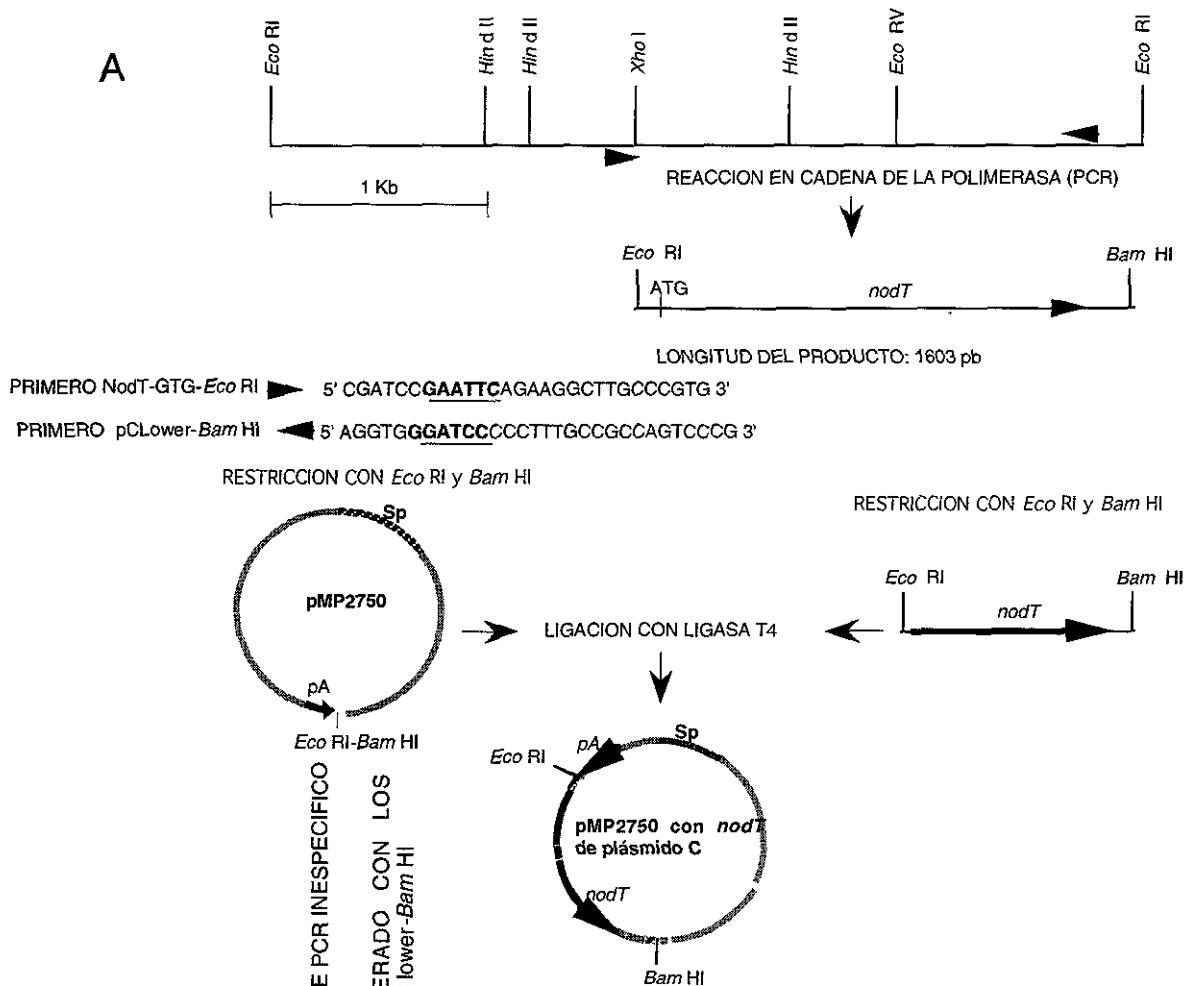 A
Eco RI
Hind II
Hind II
Xho I
Hind II
Eco RV
Eco RI
1 Kb
REACCION EN CADENA DE LA POLIMERASA (PCR)
Eco RI
Bam HI
ATG
nodT
LONGITUD DEL PRODUCTO: 1603 pb
PRIMERO NodT-GTG-Eco RI 5' CGATCCGAATTCAGAAGGCTTGCCCGTG 3'
PRIMERO pCLower-Bam HI 5' AGGTGGGATCCCCCTTTGCCGCCAGTCCCG 3'
RESTRICCION CON Eco RI y Bam HI
RESTRICCION CON Eco RI y Bam HI
Sp
pMP2750
pA
Eco RI-Bam HI
LIGACION CON LIGASA T4
Eco RI
Bam HI
nodT
Eco RI
pA
Sp
pMP2750 con nodT
de plásmido C
nodT
Bam HI
E PCR INESPECIFICO
ERADO CON LOS
lower-Bam HI